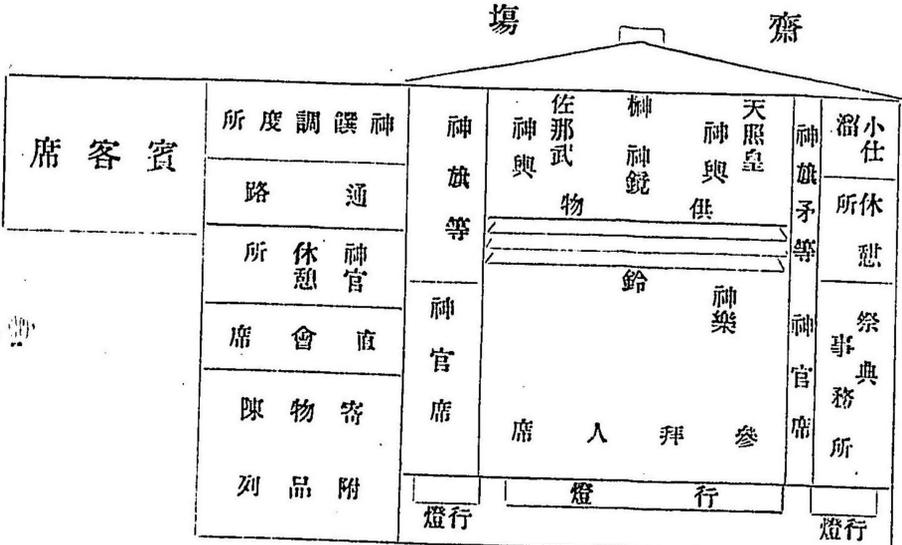 齋塲
小仕溜
休憩所
祭典事務所
神旗矛等
神官席
天照皇
神輿
榊
神鏡
佐那武
神輿
供物
鈴
神樂
參拜人席
行燈
行燈
行燈
神旗等
神官席
神饌調度所
通路
神官休憩所
直會席
寄附物品陳列
賓客席